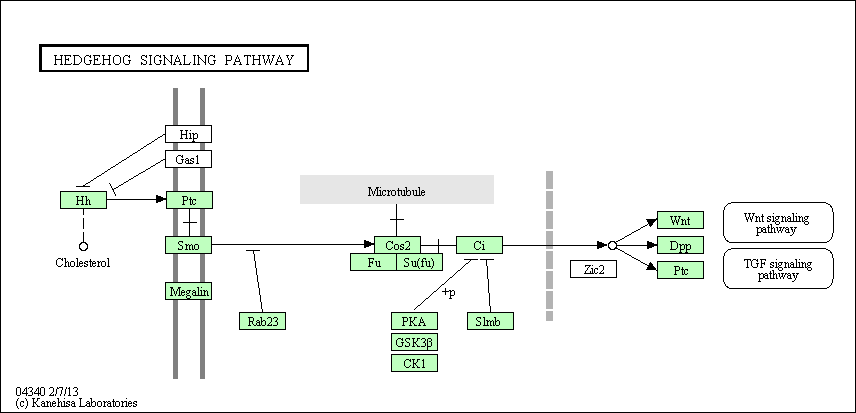 HEDGEHOG SIGNALING PATHWAY
Hip
Gas1
Hh
Ptc
Microtubule
Smo
Cholesterol
Cos2
Ci
Fu
Su(fu)
Wnt
Dpp
Ptc
Zic2
Wnt signaling
pathway
TGF signaling
pathway
Megalin
Rab23
+p
PKA
Slmb
GSK3β
CK1
04340 2/7/13
(c) Kanehisa Laboratories